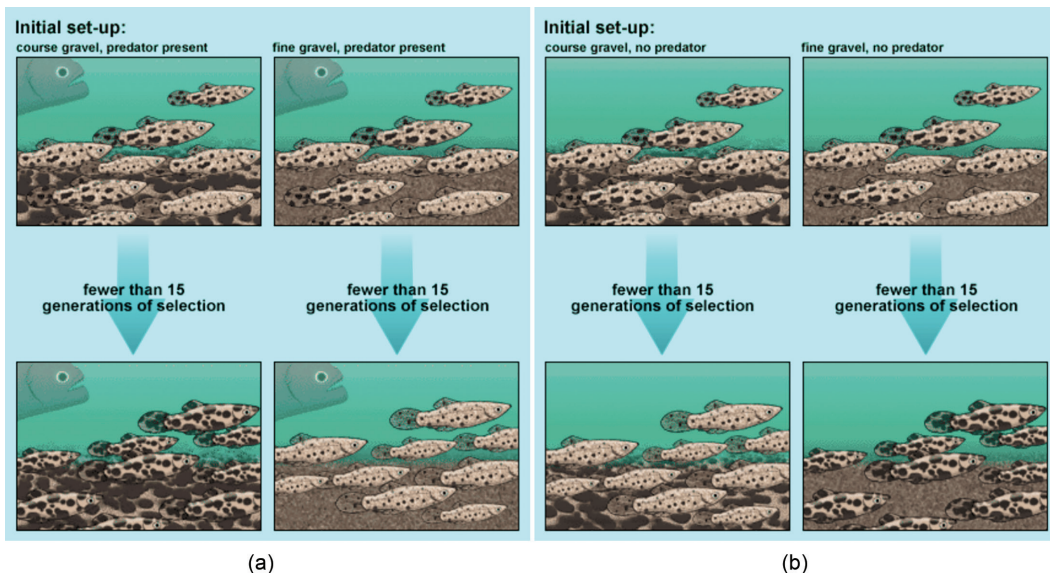 Initial set-up:
course gravel, predator present
fine gravel, predator present
fewer than 15
generations of selection
fewer than 15
generations of selection
(a)
Initial set-up:
course gravel, no predator
fine gravel, no predator
fewer than 15
generations of selection
fewer than 15
generations of selection
(b)